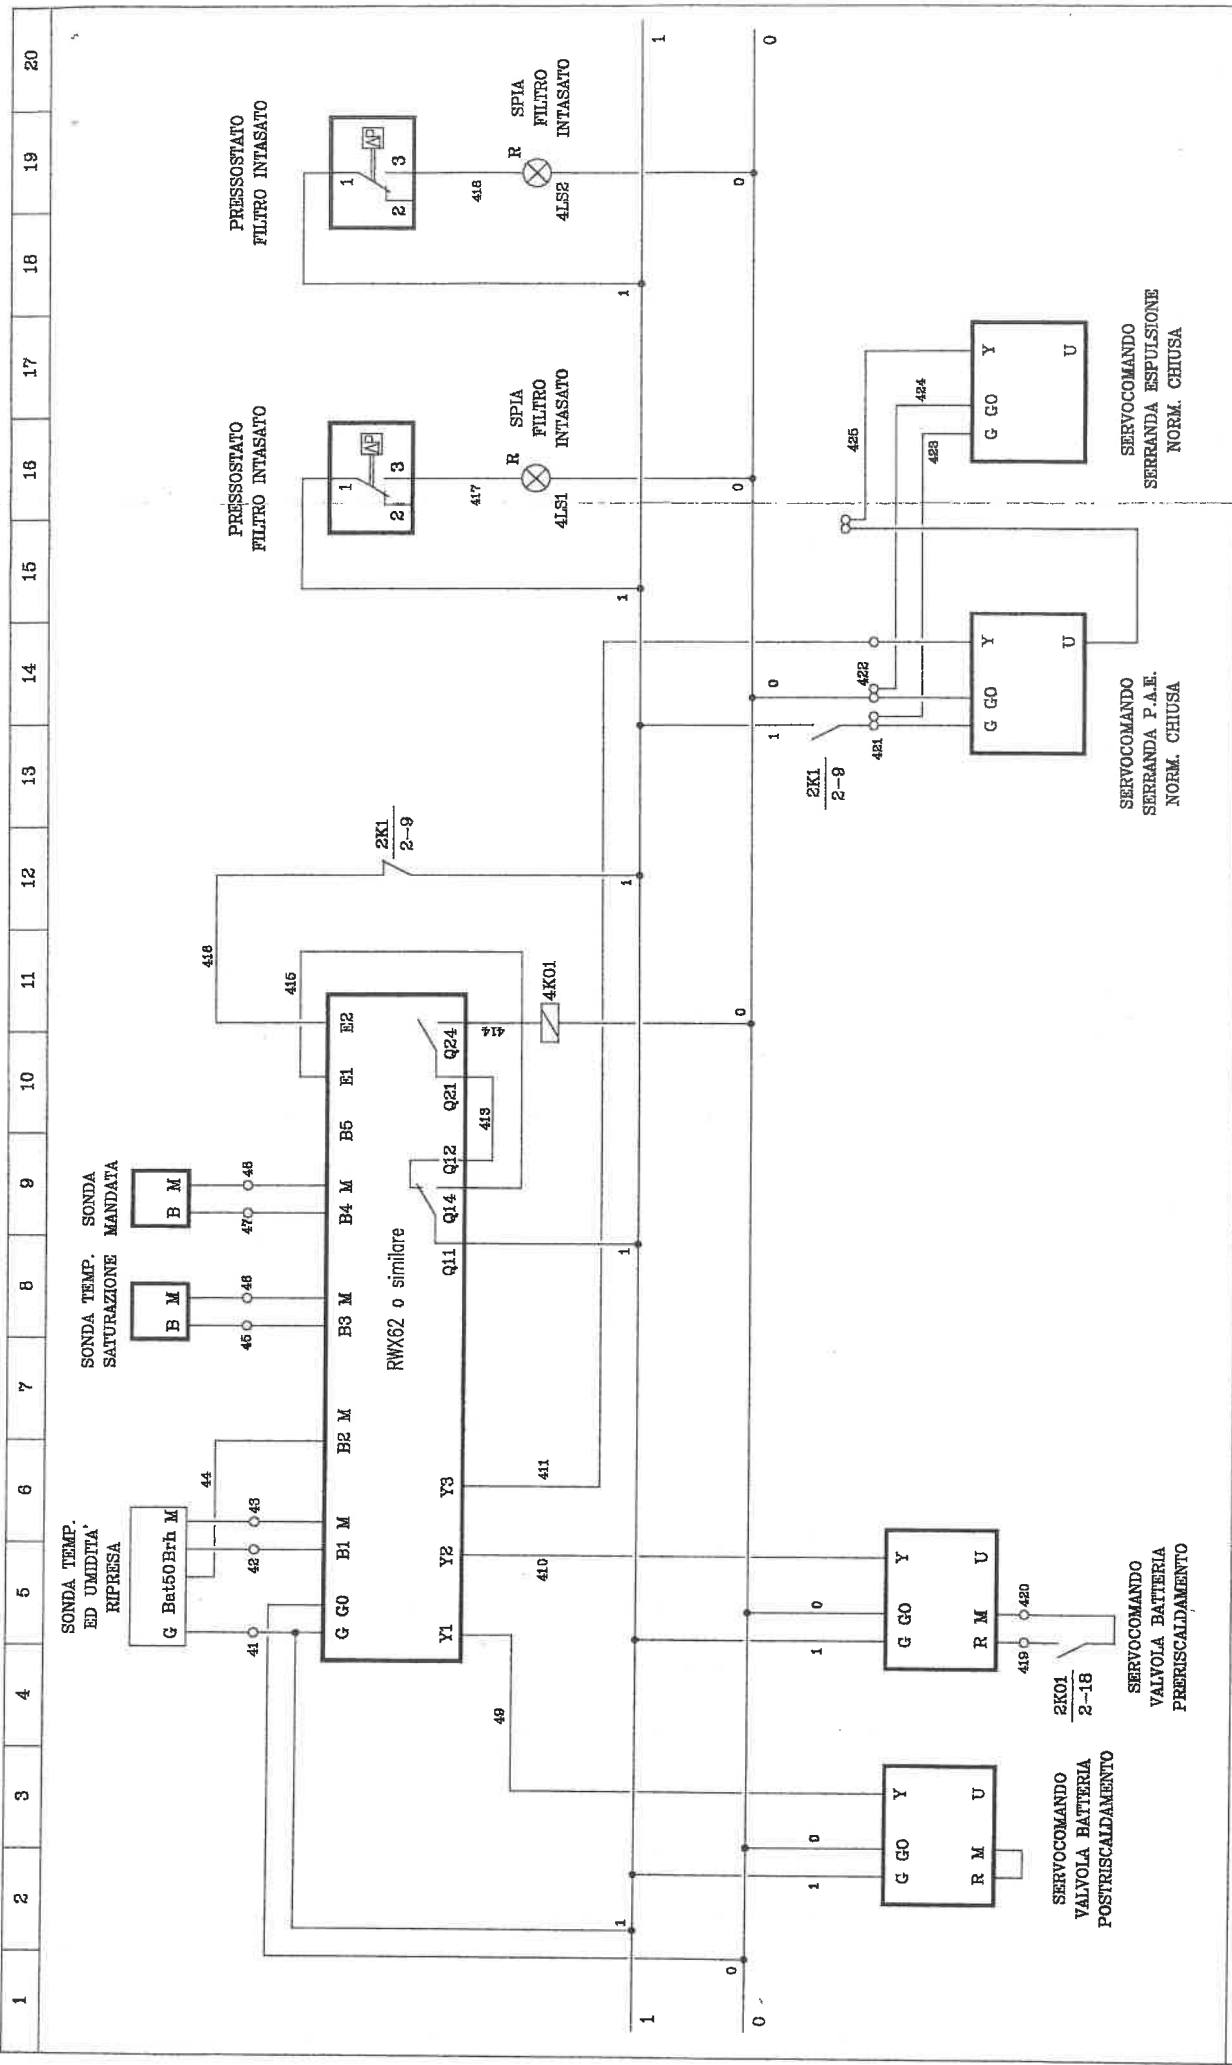 1 2 3 4 5 6 7 8 9 10 11 12 13 14 15 16 17 18 19 20
SONDA TEMP.
ED UMIDITA'
RIPRESA
G Bat50Brh M
41
42
43
44
SONDA TEMP.
SATURAZIONE
B M
45
46
SONDA
MANDATA
B M
47
48
G G0 B1 M B2 M B3 M B4 M B5 E1 E2
RWX62 o similare
Y1 Y2 Y3 Q11 Q14 Q12 Q21 Q24
49
410
411
413
414
415
416
4K01
2K1
2-9
PRESSOSTATO
FILTRO INTASATO
1
2 3
ΔP
417
R
4LS1
SPIA
FILTRO
INTASATO
PRESSOSTATO
FILTRO INTASATO
1
2 3
ΔP
418
R
4LS2
SPIA
FILTRO
INTASATO
1 1 1 1 1 1 1
0 0 0 0 0 0
1 0
G G0 Y
R M U
SERVOCOMANDO
VALVOLA BATTERIA
POSTRISCALDAMENTO
1 0
G G0 Y
R M U
419
420
2K01
2-18
SERVOCOMANDO
VALVOLA BATTERIA
PRERISCALDAMENTO
1 0
2K1
2-9
421
422
G G0 Y
U
SERVOCOMANDO
SERRANDA P.A.E.
NORM. CHIUSA
423
424
425
G G0 Y
U
SERVOCOMANDO
SERRANDA ESPULSIONE
NORM. CHIUSA